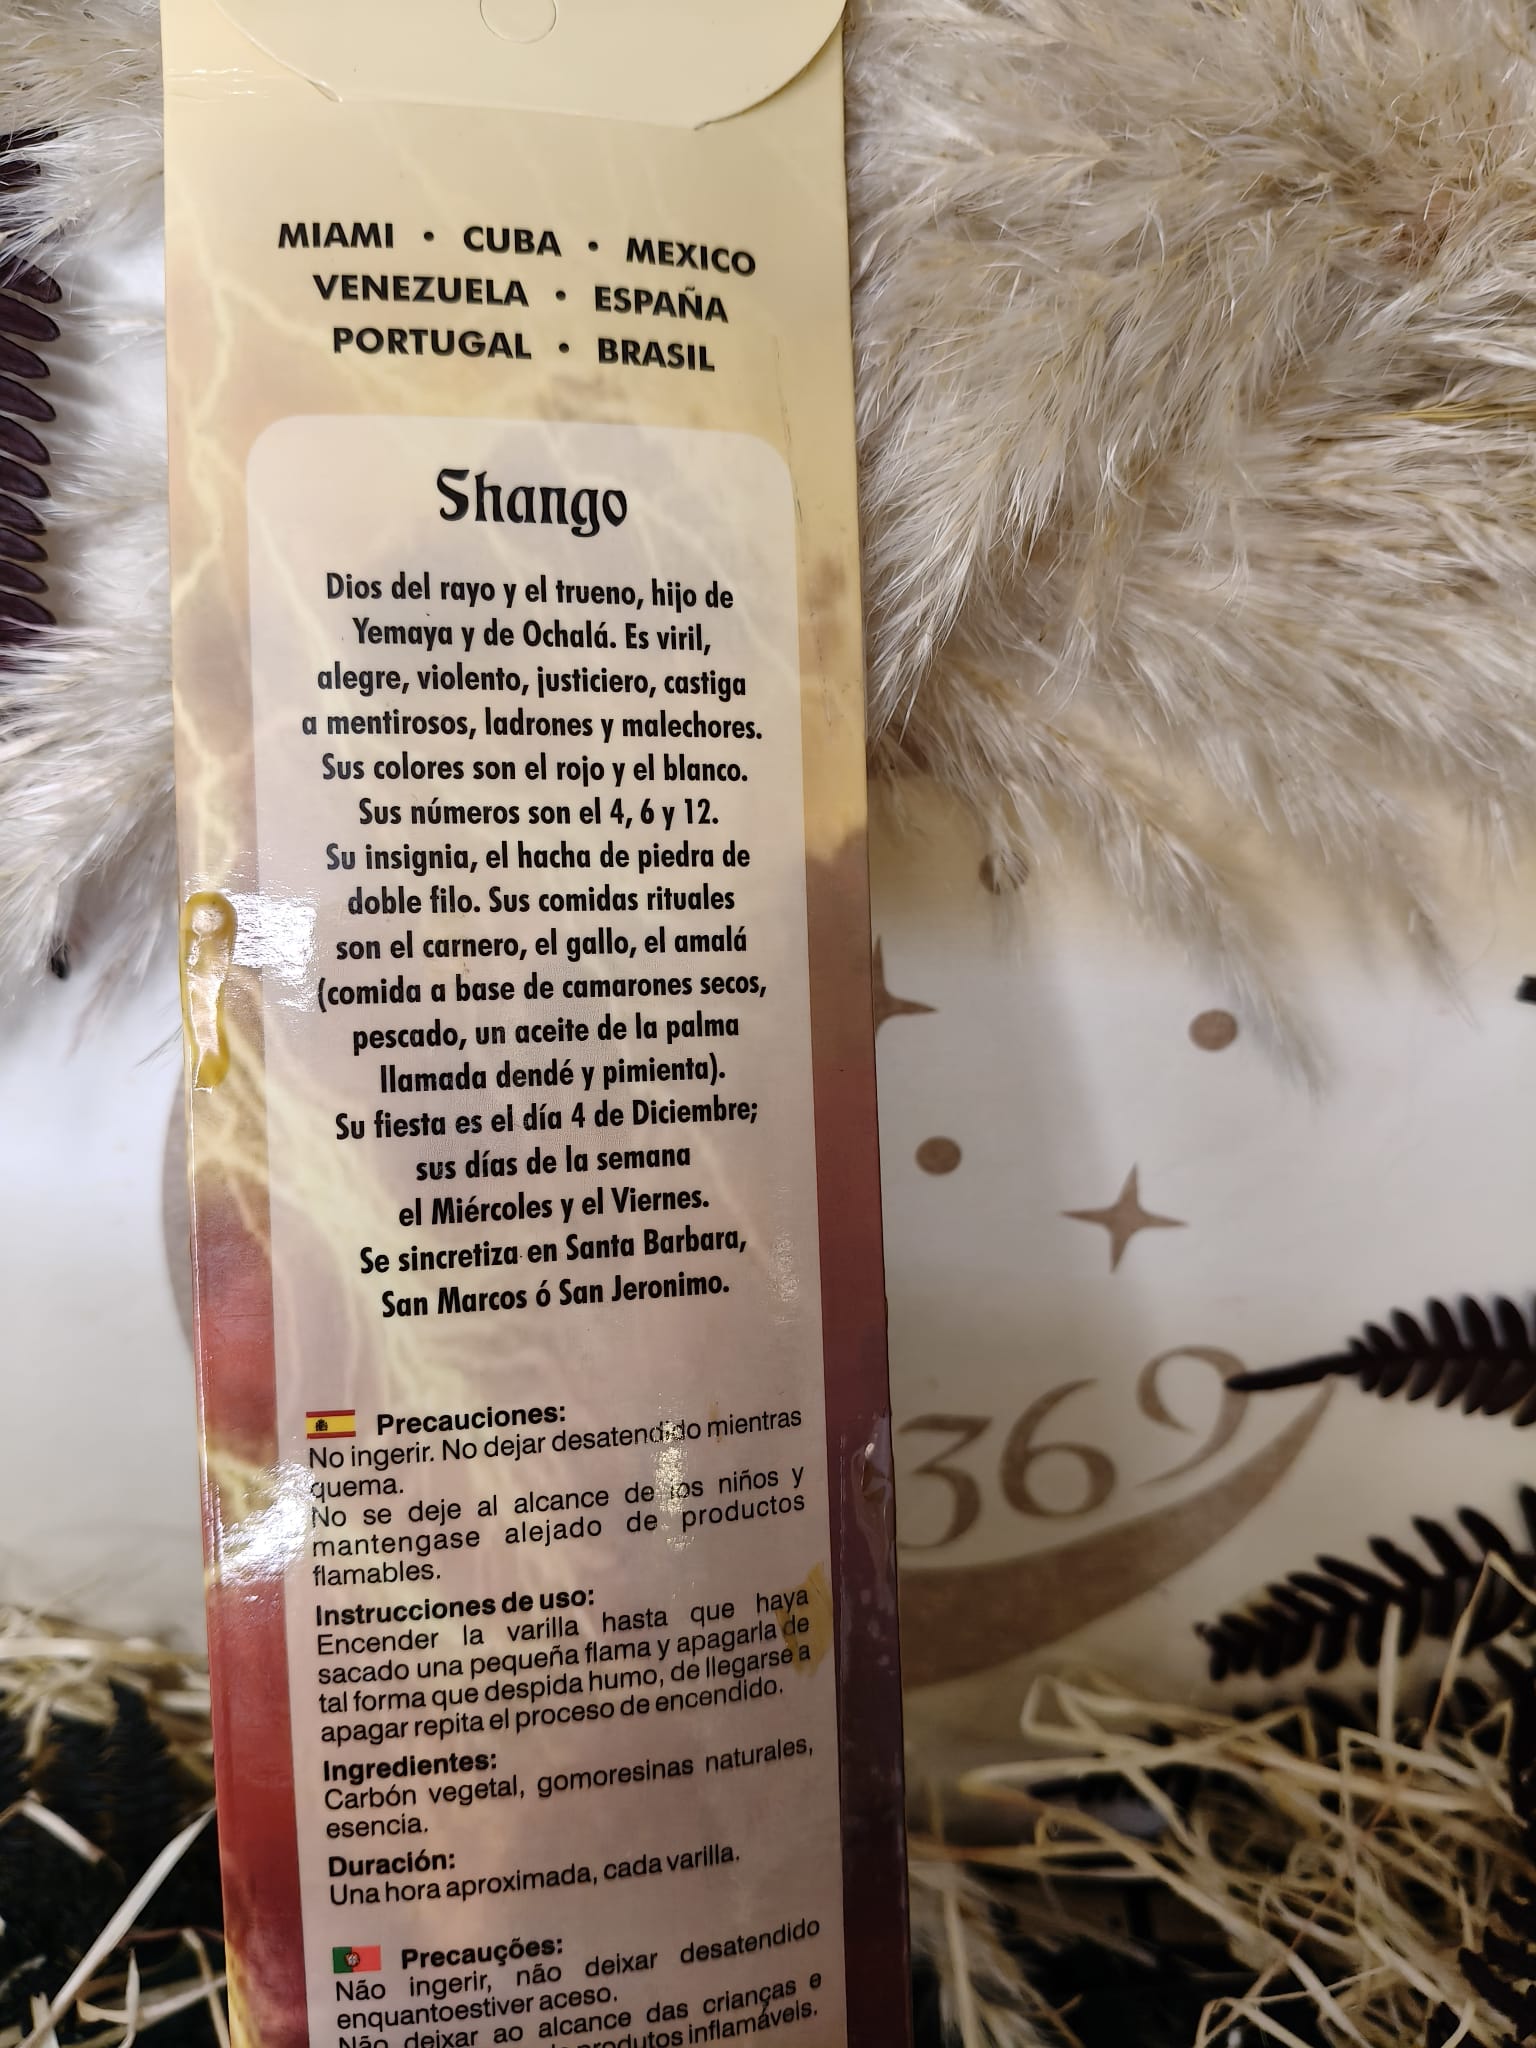 MIAMI • CUBA • MEXICO
VENEZUELA • ESPAÑA
PORTUGAL • BRASIL
Shango
Dios del rayo y el trueno, hijo de
Yemaya y de Ochalá. Es viril,
alegre, violento, justiciero, castiga
a mentirosos, ladrones y malechores.
Sus colores son el rojo y el blanco.
Sus números son el 4, 6 y 12.
Su insignia, el hacha de piedra de
doble filo. Sus comidas rituales
son el carnero, el gallo, el amalá
(comida a base de camarones secos,
pescado, un aceite de la palma
llamada dendé y pimienta).
Su fiesta es el día 4 de Diciembre;
sus días de la semana
el Miércoles y el Viernes.
Se sincretiza en Santa Barbara,
San Marcos ó San Jeronimo.
Precauciones:
No ingerir. No dejar desatendido mientras
quema.
No se deje al alcance de los niños y
mantengase alejado de productos
flamables.
Instrucciones de uso:
Encender la varilla hasta que haya
sacado una pequeña flama y apagarla de
tal forma que despida humo, de llegarse a
apagar repita el proceso de encendido.
Ingredientes:
Carbón vegetal, gomoresinas naturales,
esencia.
Duración:
Una hora aproximada, cada varilla.
Precauções:
Não ingerir, não deixar desatendido
enquantoestiver aceso.
Não deixar ao alcance das crianças e
produtos inflamáveis.
369